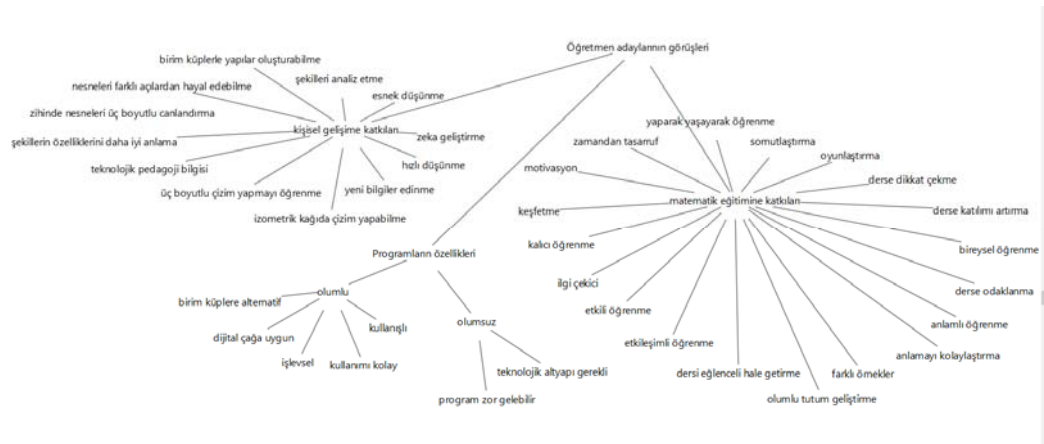 Öğretmen adaylarının görüşleri
birim küplerle yapılar oluşturabilme
şekilleri analiz etme
nesneleri farklı açılardan hayal edebilme
esnek düşünme
zihinde nesneleri üç boyutlu canlandırma
kişisel gelişime katkıları
zeka geliştirme
şekillerin özelliklerini daha iyi anlama
teknolojik pedagoji bilgisi
hızlı düşünme
üç boyutlu çizim yapmayı öğrenme
yeni bilgiler edinme
izometrik kağıda çizim yapabilme
yaparak yaşayarak öğrenme
zamandan tasarruf
somutlaştırma
oyunlaştırma
motivasyon
derse dikkat çekme
matematik eğitimine katkıları
keşfetme
derse katılımı artırma
kalıcı öğrenme
bireysel öğrenme
ilgi çekici
derse odaklanma
etkili öğrenme
anlamlı öğrenme
etkileşimli öğrenme
anlamayı kolaylaştırma
dersi eğlenceli hale getirme
farklı örnekler
olumlu tutum geliştirme
Programların özellikleri
olumlu
birim küplere alternatif
dijital çağa uygun
kullanışlı
işlevsel
kullanımı kolay
olumsuz
teknolojik altyapı gerekli
program zor gelebilir